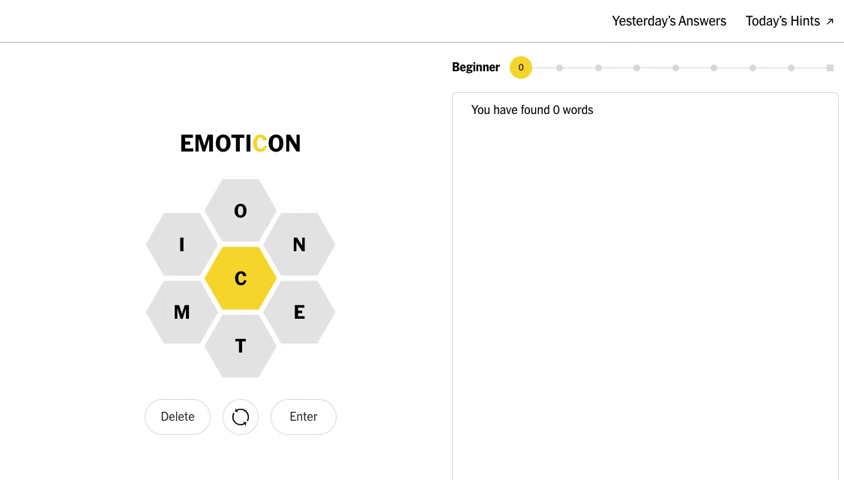 Yesterday's Answers Today's Hints ↗
Beginner 0
You have found 0 words
EMOTICON
O
I N
C
M E
T
Delete Enter